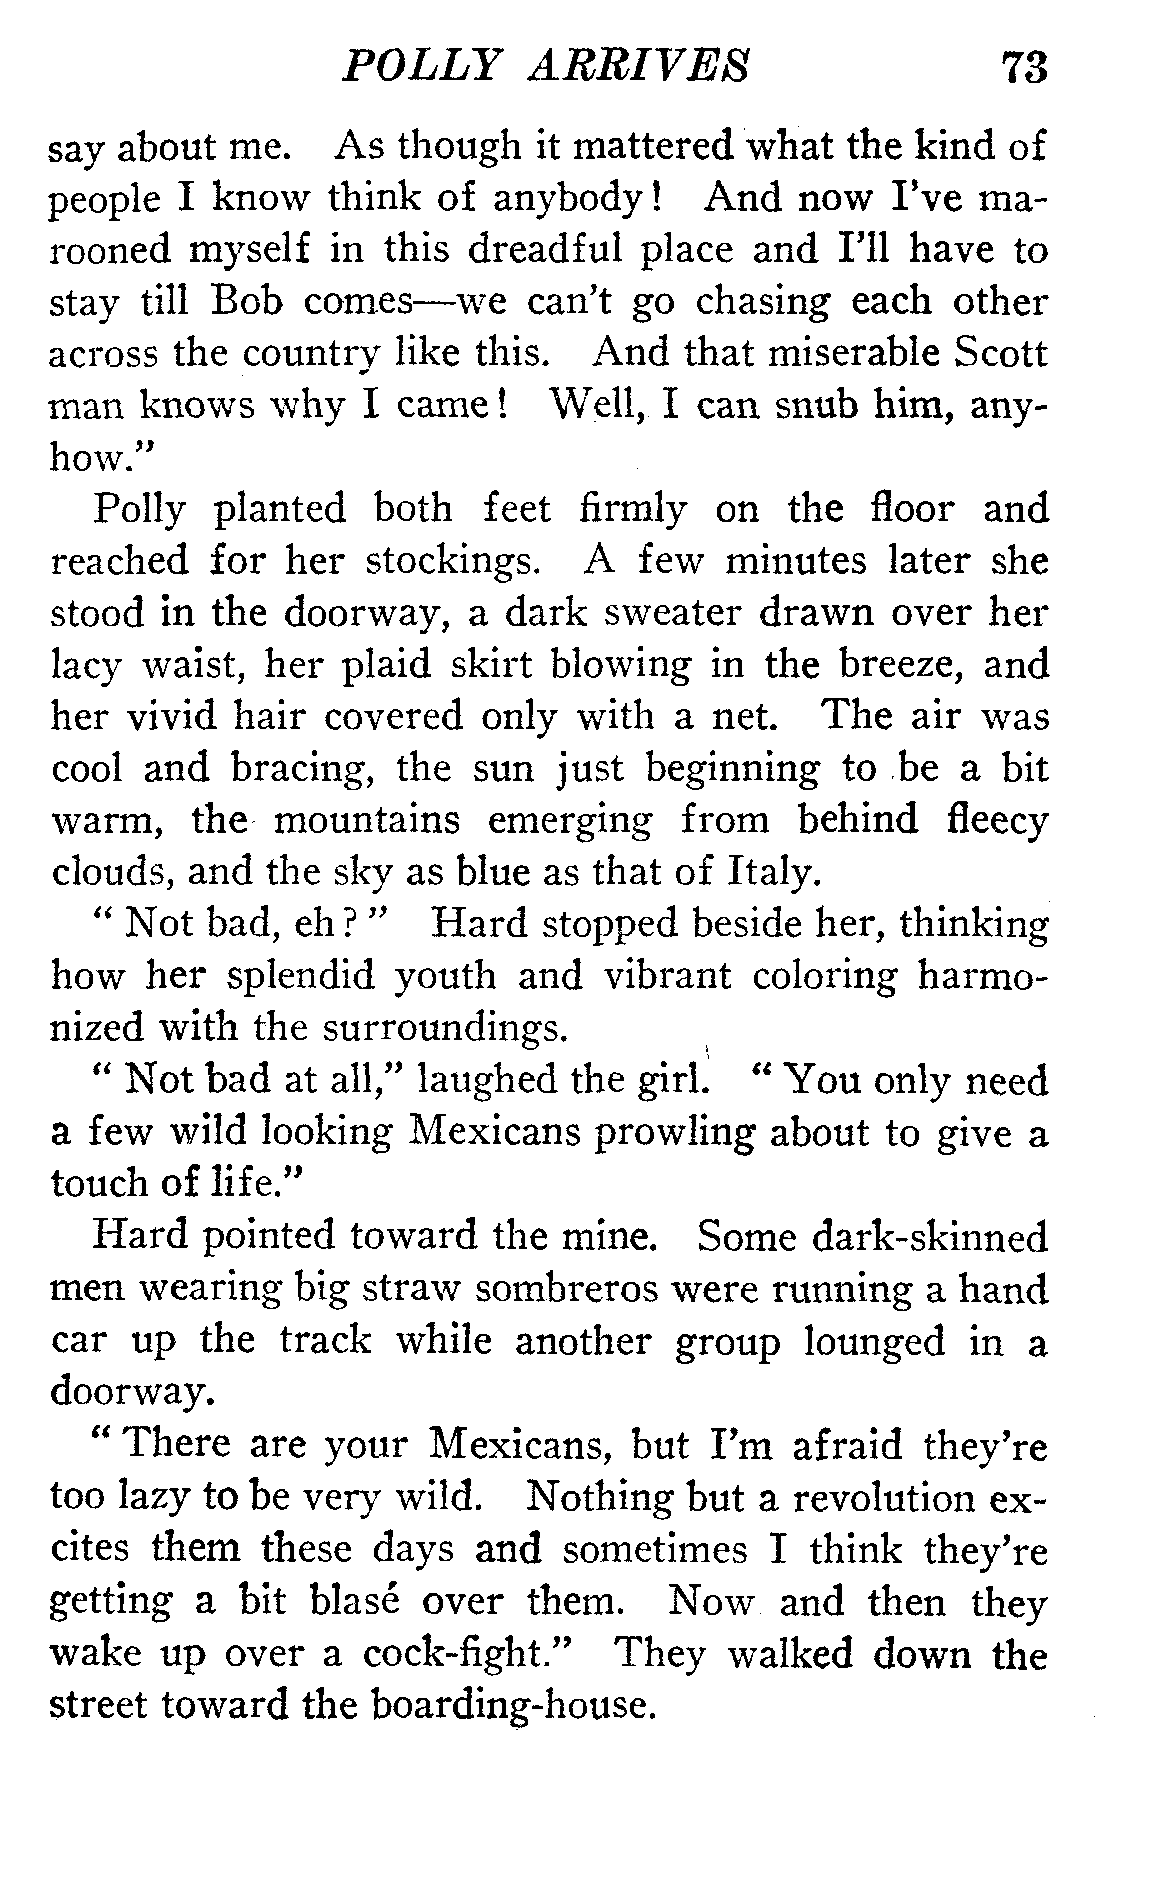 POLLY ARRIVES 73
say about me. As though it mattered what the kind of
people I know think of anybody! And now I've ma-
rooned myself in this dreadful place and I'll have to
stay till Bob comes—we can't go chasing each other
across the country like this. And that miserable Scott
man knows why I came! Well, I can snub him, any-
how."
Polly planted both feet firmly on the floor and
reached for her stockings. A few minutes later she
stood in the doorway, a dark sweater drawn over her
lacy waist, her plaid skirt blowing in the breeze, and
her vivid hair covered only with a net. The air was
cool and bracing, the sun just beginning to be a bit
warm, the mountains emerging from behind fleecy
clouds, and the sky as blue as that of Italy.
" Not bad, eh? " Hard stopped beside her, thinking
how her splendid youth and vibrant coloring harmo-
nized with the surroundings.
" Not bad at all," laughed the girl. " You only need
a few wild looking Mexicans prowling about to give a
touch of life."
Hard pointed toward the mine. Some dark-skinned
men wearing big straw sombreros were running a hand
car up the track while another group lounged in a
doorway.
" There are your Mexicans, but I'm afraid they're
too lazy to be very wild. Nothing but a revolution ex-
cites them these days and sometimes I think they're
getting a bit blasé over them. Now and then they
wake up over a cock-fight." They walked down the
street toward the boarding-house.